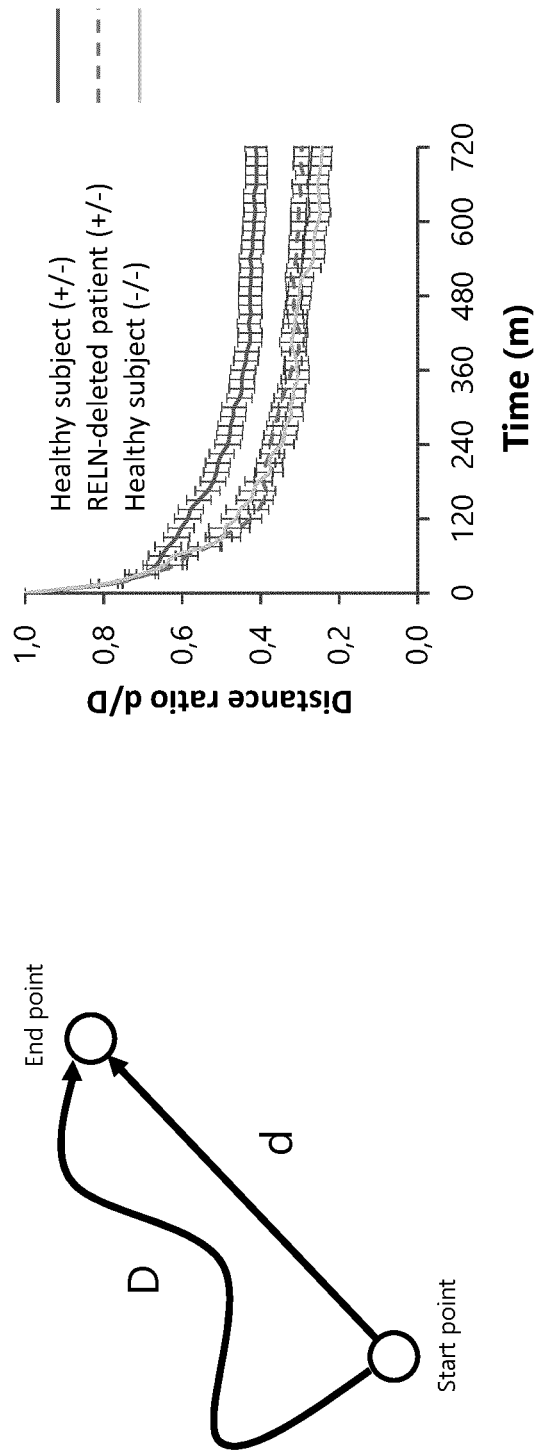 End point
D
d
Start point
Healthy subject (+/-)
RELN-deleted patient (+/-)
Healthy subject (-/-)
Distance ratio d/D
1,0
0,8
0,6
0,4
0,2
0,0
0 120 240 360 480 600 720
Time (m)